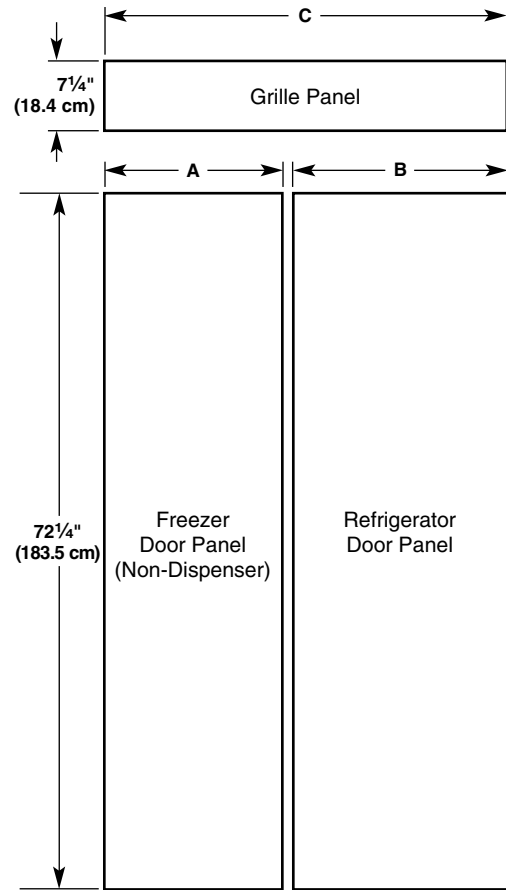 C
7¼"
(18.4 cm)
Grille Panel
A
B
72¼"
(183.5 cm)
Freezer
Door Panel
(Non-Dispenser)
Refrigerator
Door Panel